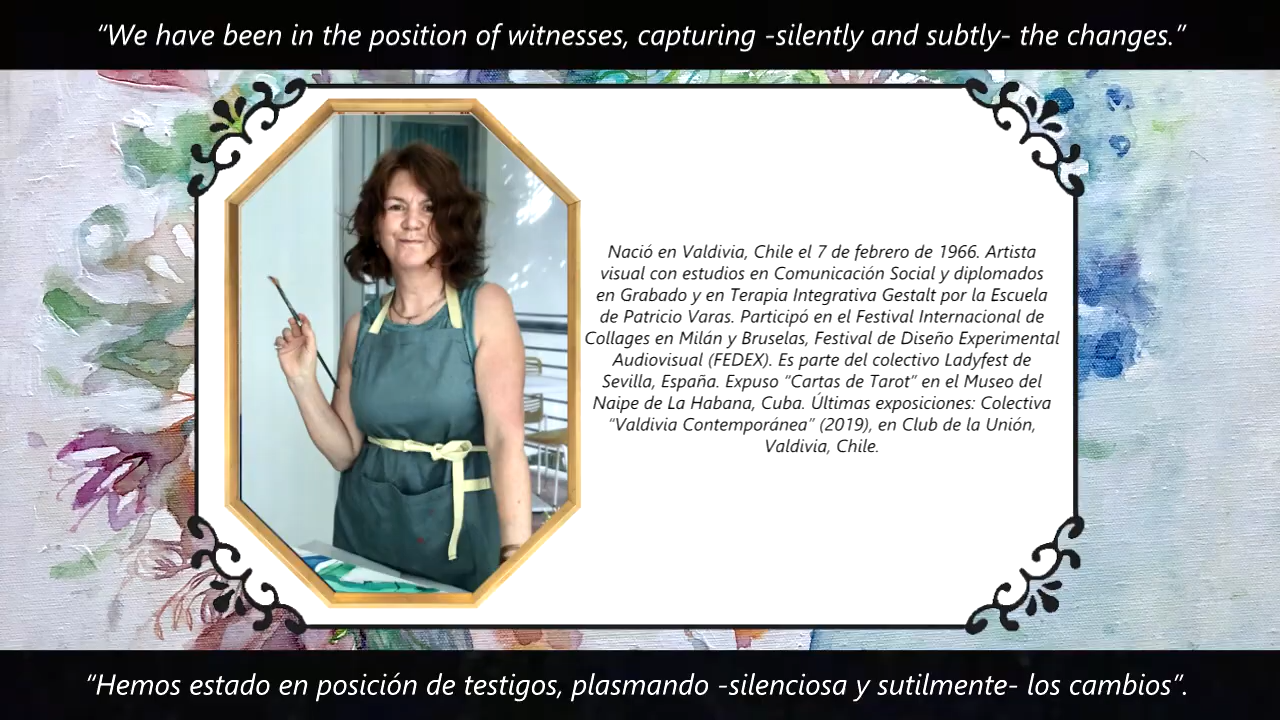 “We have been in the position of witnesses, capturing -silently and subtly- the changes.”
Nació en Valdivia, Chile el 7 de febrero de 1966. Artista
visual con estudios en Comunicación Social y diplomados
en Grabado y en Terapia Integrativa Gestalt por la Escuela
de Patricio Varas. Participó en el Festival Internacional de
Collages en Milán y Bruselas, Festival de Diseño Experimental
Audiovisual (FEDEX). Es parte del colectivo Ladyfest de
Sevilla, España. Expuso “Cartas de Tarot” en el Museo del
Naipe de La Habana, Cuba. Últimas exposiciones: Colectiva
“Valdivia Contemporánea” (2019), en Club de la Unión,
Valdivia, Chile.
“Hemos estado en posición de testigos, plasmando -silenciosa y sutilmente- los cambios”.